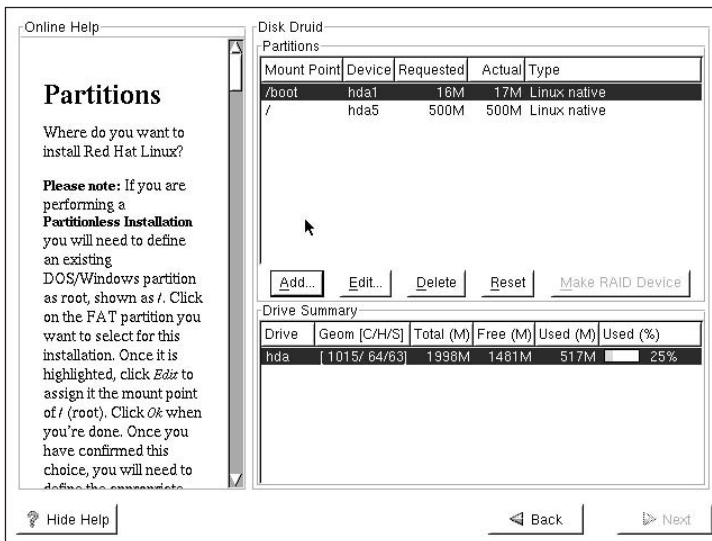 Online Help
Partitions
Where do you want to
install Red Hat Linux?
Please note: If you are
performing a
Partitionless Installation
you will need to define
an existing
DOS/Windows partition
as root, shown as /. Click
on the FAT partition you
want to select for this
installation. Once it is
highlighted, click Edit to
assign it the mount point
of / (root). Click Ok when
you're done. Once you
have confirmed this
choice, you will need to
define the appropriate
Disk Druid
Partitions
Mount Point Device Requested Actual Type
/boot hda1 16M 17M Linux native
/ hda5 500M 500M Linux native
Add... Edit... Delete Reset Make RAID Device
Drive Summary
Drive Geom [C/H/S] Total (M) Free (M) Used (M) Used (%)
hda [ 1015/ 64/63] 1998M 1481M 517M 25%
Hide Help Back Next